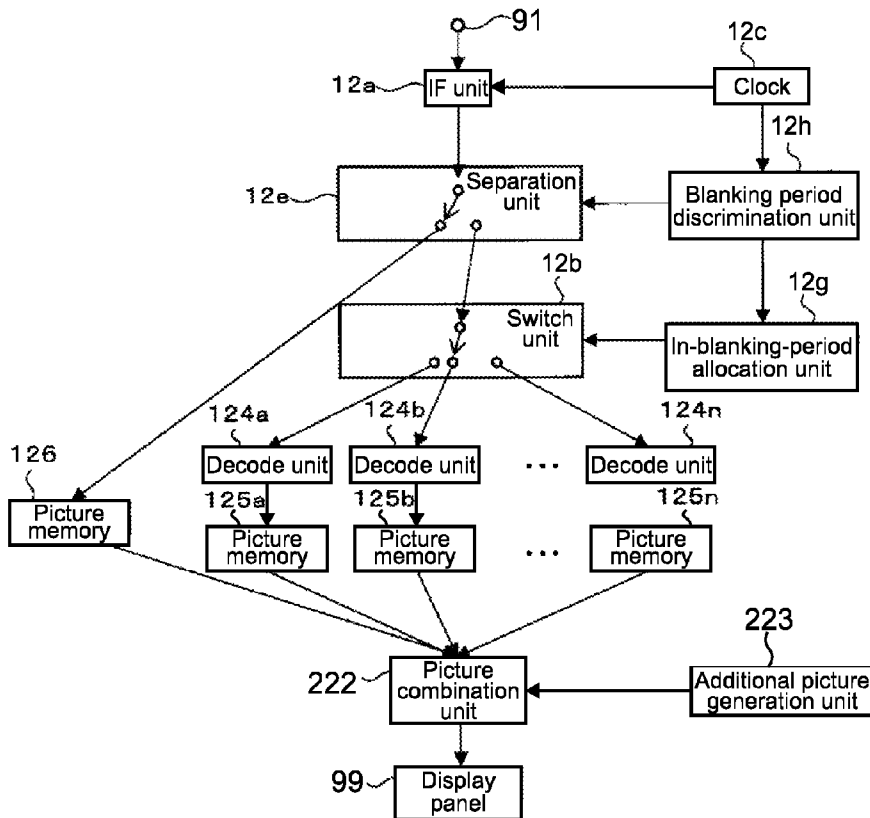 91
12c
12a
IF unit
Clock
12h
12e
Separation
unit
Blanking period
discrimination unit
12b
12g
Switch
unit
In-blanking-period
allocation unit
124a
124b
124n
126
Decode unit
Decode unit
...
Decode unit
125a
125b
125n
Picture
memory
Picture
memory
Picture
memory
...
Picture
memory
223
222
Picture
combination
unit
Additional picture
generation unit
99
Display
panel